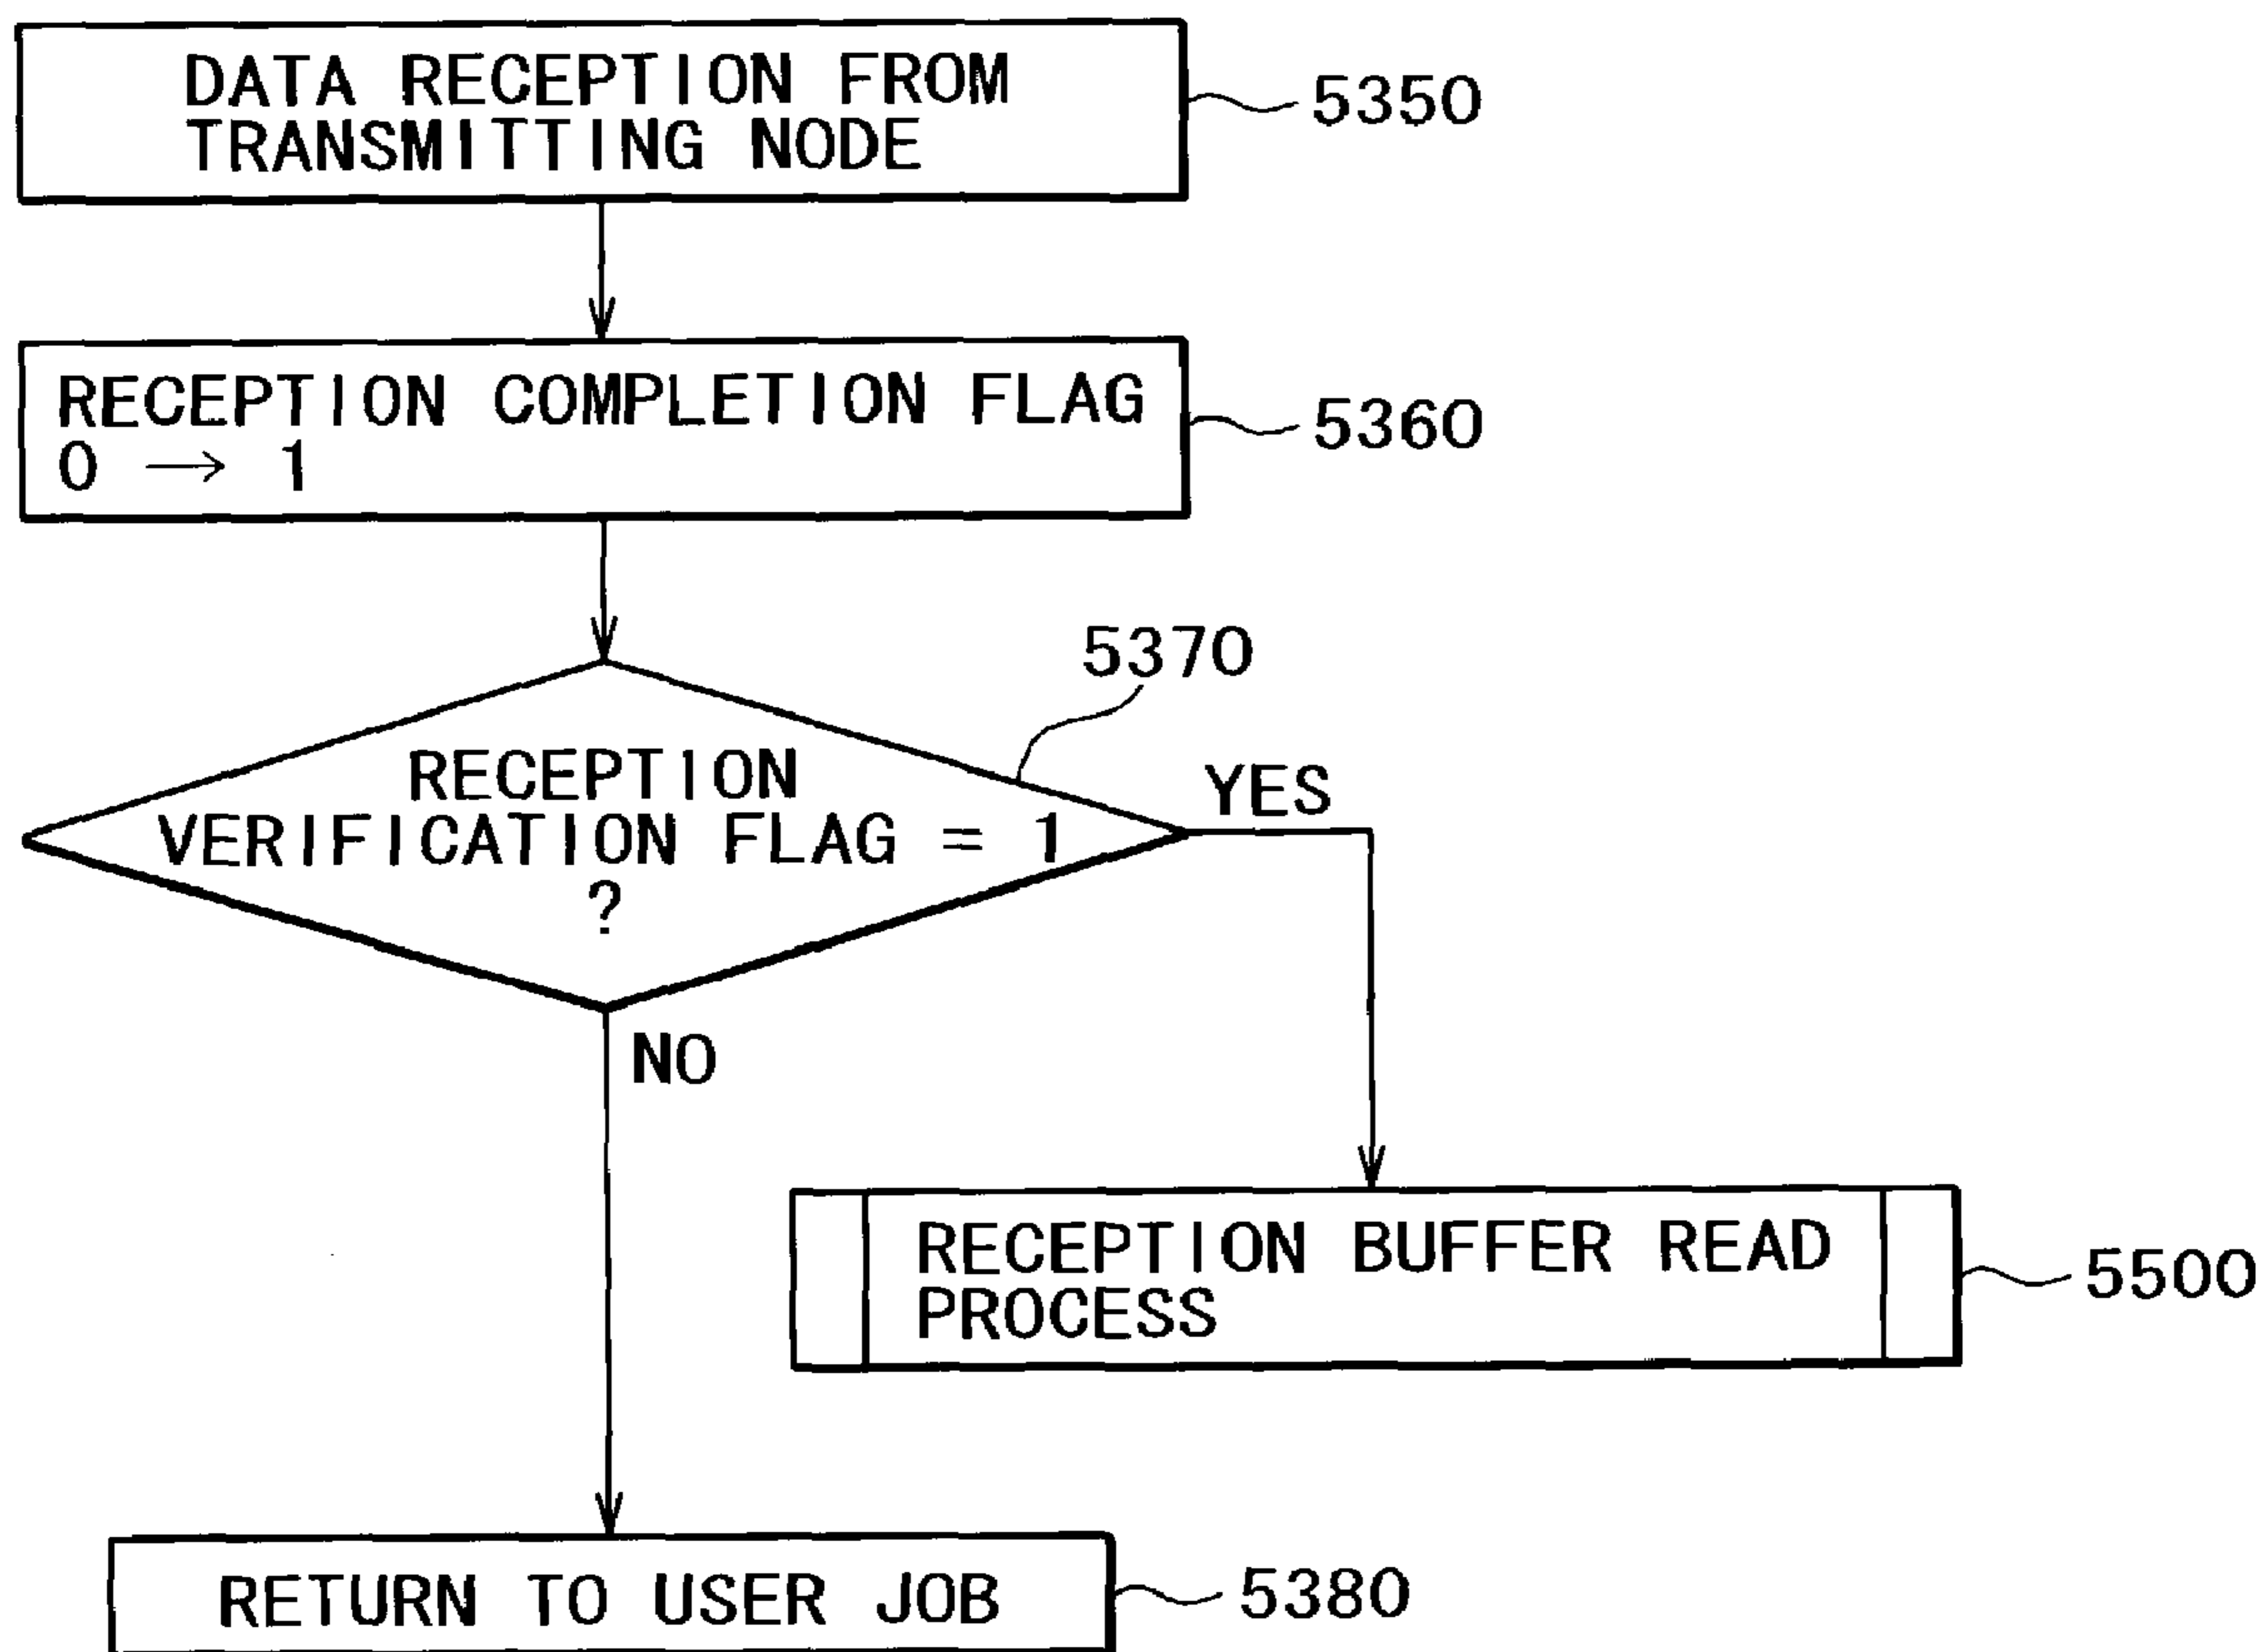 DATA RECEPTION FROM
TRANSMITTING NODE
5350
RECEPTION COMPLETION FLAG
0 → 1
5360
5370
RECEPTION
VERIFICATION FLAG = 1
?
YES
NO
RECEPTION BUFFER READ
PROCESS
5500
RETURN TO USER JOB
5380